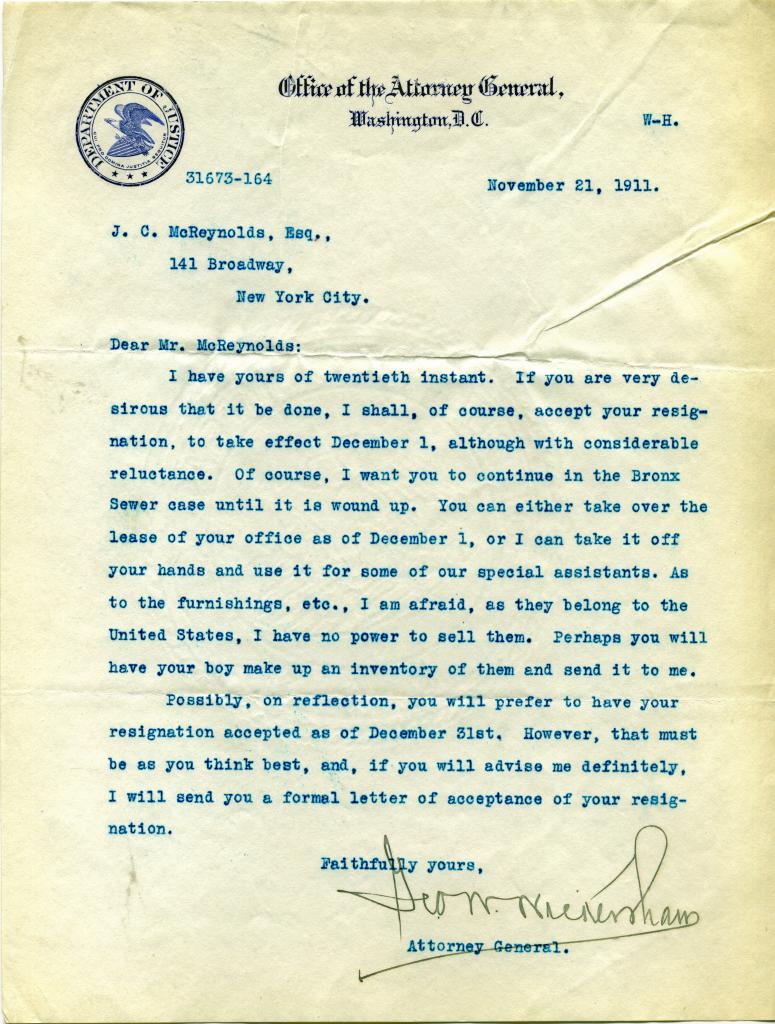 Office of the Attorney General,
Washington, D.C.
W-H.
DEPARTMENT OF JUSTICE
31673-164
November 21, 1911.
J. C. McReynolds, Esq.,
141 Broadway,
New York City.
Dear Mr. McReynolds:
I have yours of twentieth instant. If you are very de-
sirous that it be done, I shall, of course, accept your resig-
nation, to take effect December 1, although with considerable
reluctance. Of course, I want you to continue in the Bronx
Sewer case until it is wound up. You can either take over the
lease of your office as of December 1, or I can take it off
your hands and use it for some of our special assistants. As
to the furnishings, etc., I am afraid, as they belong to the
United States, I have no power to sell them. Perhaps you will
have your boy make up an inventory of them and send it to me.
Possibly, on reflection, you will prefer to have your
resignation accepted as of December 31st. However, that must
be as you think best, and, if you will advise me definitely,
I will send you a formal letter of acceptance of your resig-
nation.
Faithfully yours,
Geo W. Wickersham
Attorney General.